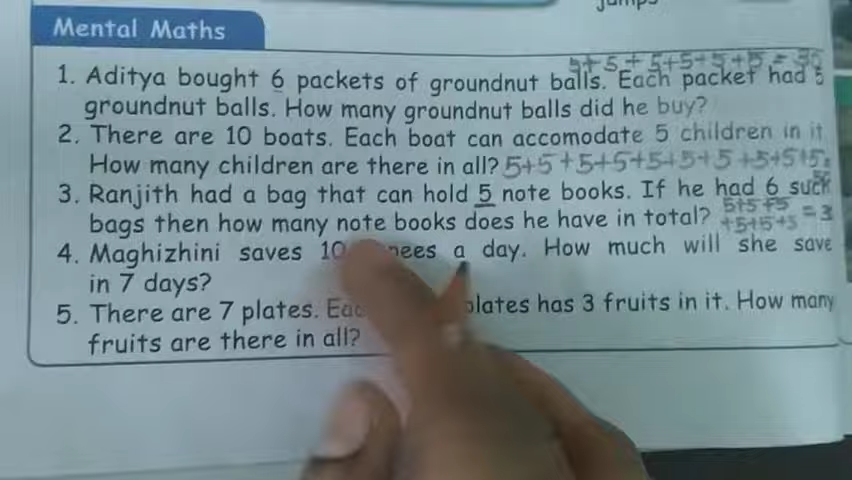 jumps
Mental Maths
5+5+5+5+5+5 = 30
1. Aditya bought 6 packets of groundnut balls. Each packet had 5
groundnut balls. How many groundnut balls did he buy?
2. There are 10 boats. Each boat can accomodate 5 children in it.
How many children are there in all? 5+5+5+5+5+5+5+5+5+5=
50
3. Ranjith had a bag that can hold 5 note books. If he had 6 such
bags then how many note books does he have in total? 5+5+5 = 3
+5+5+5
4. Maghizhini saves 10 a day. How much will she save
in 7 days?
5. There are 7 plates. plates has 3 fruits in it. How many
fruits are there in all?